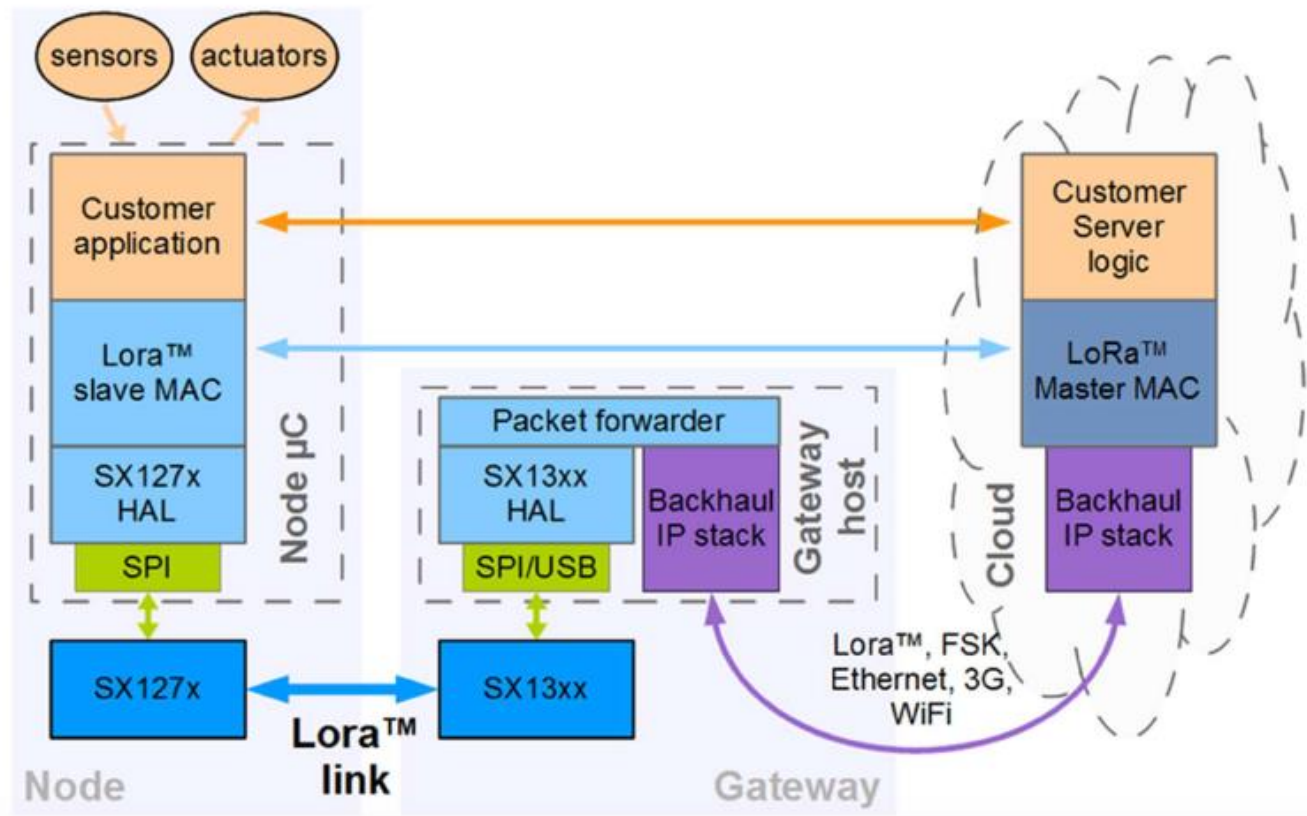 sensors
actuators
Customer
application
Lora™
slave MAC
SX127x
HAL
SPI
Node µC
SX127x
Node
Lora™
link
Packet forwarder
SX13xx
HAL
SPI/USB
Backhaul
IP stack
Gateway
host
SX13xx
Gateway
Lora™, FSK,
Ethernet, 3G,
WiFi
Customer
Server
logic
LoRa™
Master MAC
Backhaul
IP stack
Cloud